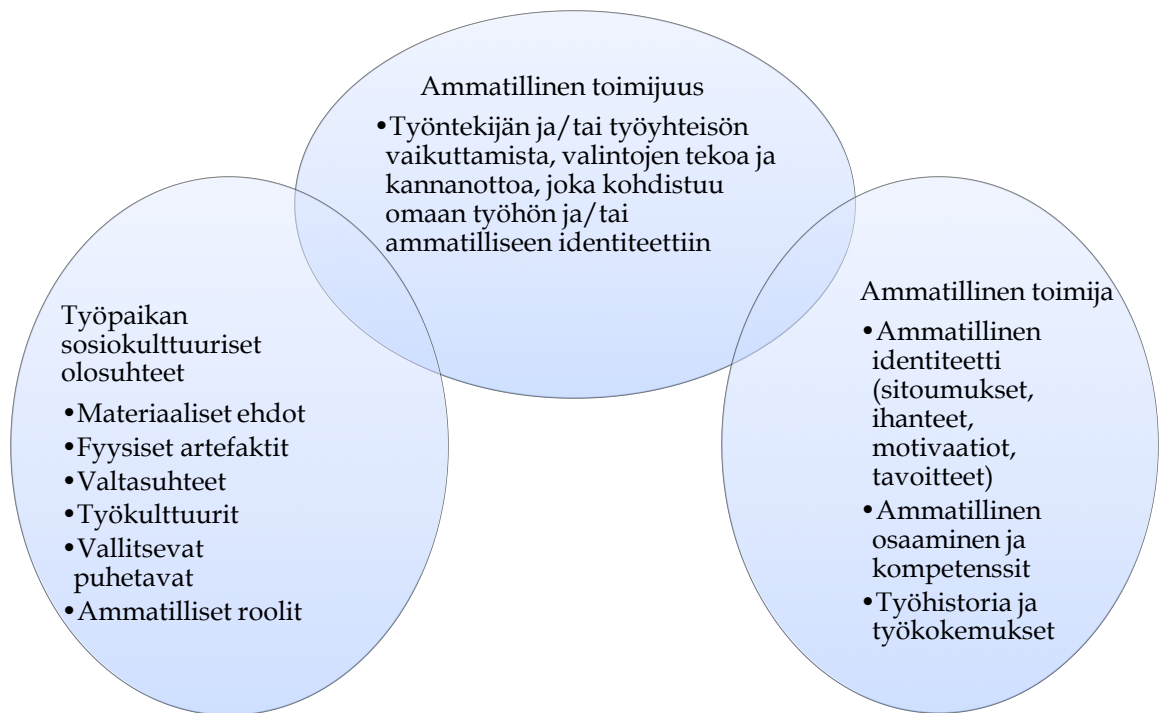 Ammatillinen toimijuus
•Työntekijän ja/tai työyhteisön
vaikuttamista, valintojen tekoa ja
kannanottoa, joka kohdistuu
omaan työhön ja/tai
ammatilliseen identiteettiin
Työpaikan
sosiokulttuuriset
olosuhteet
•Materiaaliset ehdot
•Fyysiset artefaktit
•Valtasuhteet
•Työkulttuurit
•Vallitsevat
puhetavat
•Ammatilliset roolit
Ammatillinen toimija
•Ammatillinen
identiteetti
(sitoumukset,
ihanteet,
motivaatiot,
tavoitteet)
•Ammatillinen
osaaminen ja
kompetenssit
•Työhistoria ja
työkokemukset